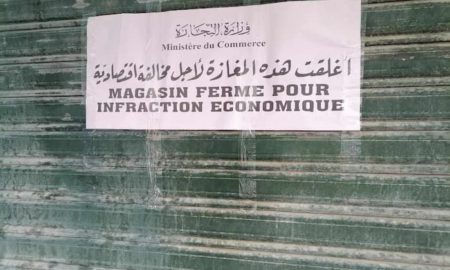 وزارة التجارة
Ministère du Commerce
أغلقت هذه المغازة لأجل مخالفة اقتصادية
MAGASIN FERME POUR
INFRACTION ECONOMIQUE